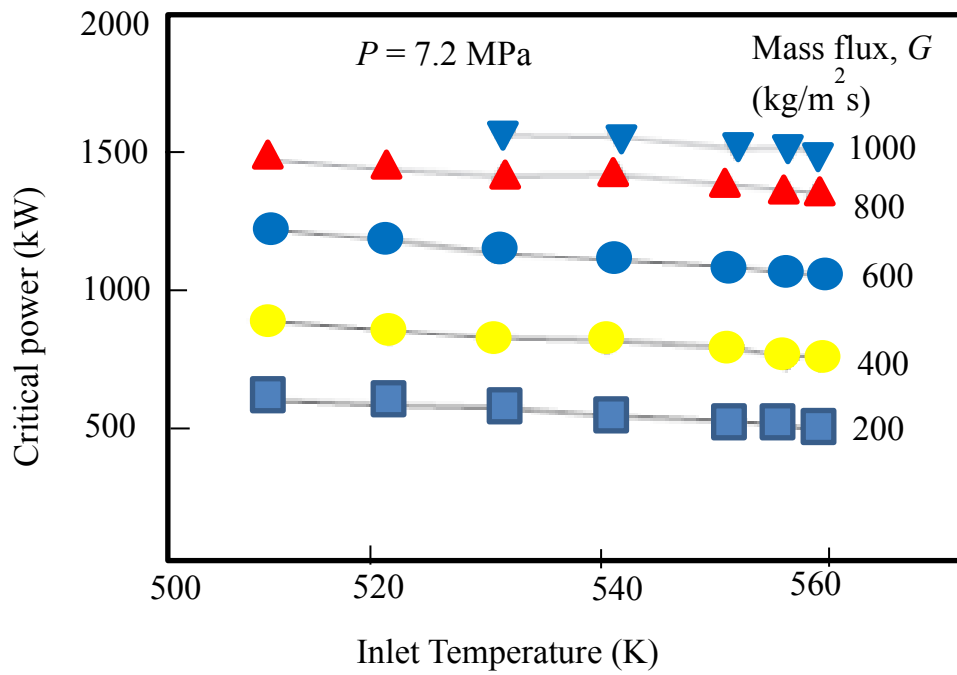 2000
P = 7.2 MPa
Mass flux, G
(kg/m²s)
1500
1000
800
1000
600
400
500
200
500
520
540
560
Critical power (kW)
Inlet Temperature (K)